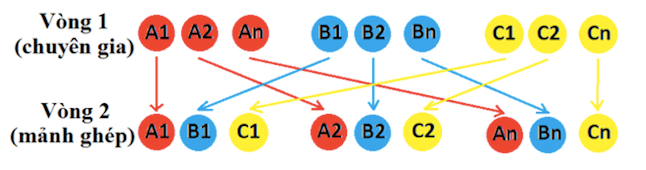 Vòng 1
(chuyên gia)
A1 A2 An B1 B2 Bn C1 C2 Cn
Vòng 2
(mảnh ghép)
A1 B1 C1 A2 B2 C2 An Bn Cn